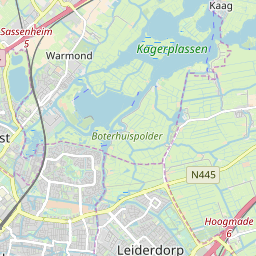 Kaag
Sassenheim
5
Kagerplassen
Warmond
Boterhuispolder
st
N445
Hoogmade
6
Leiderdorp